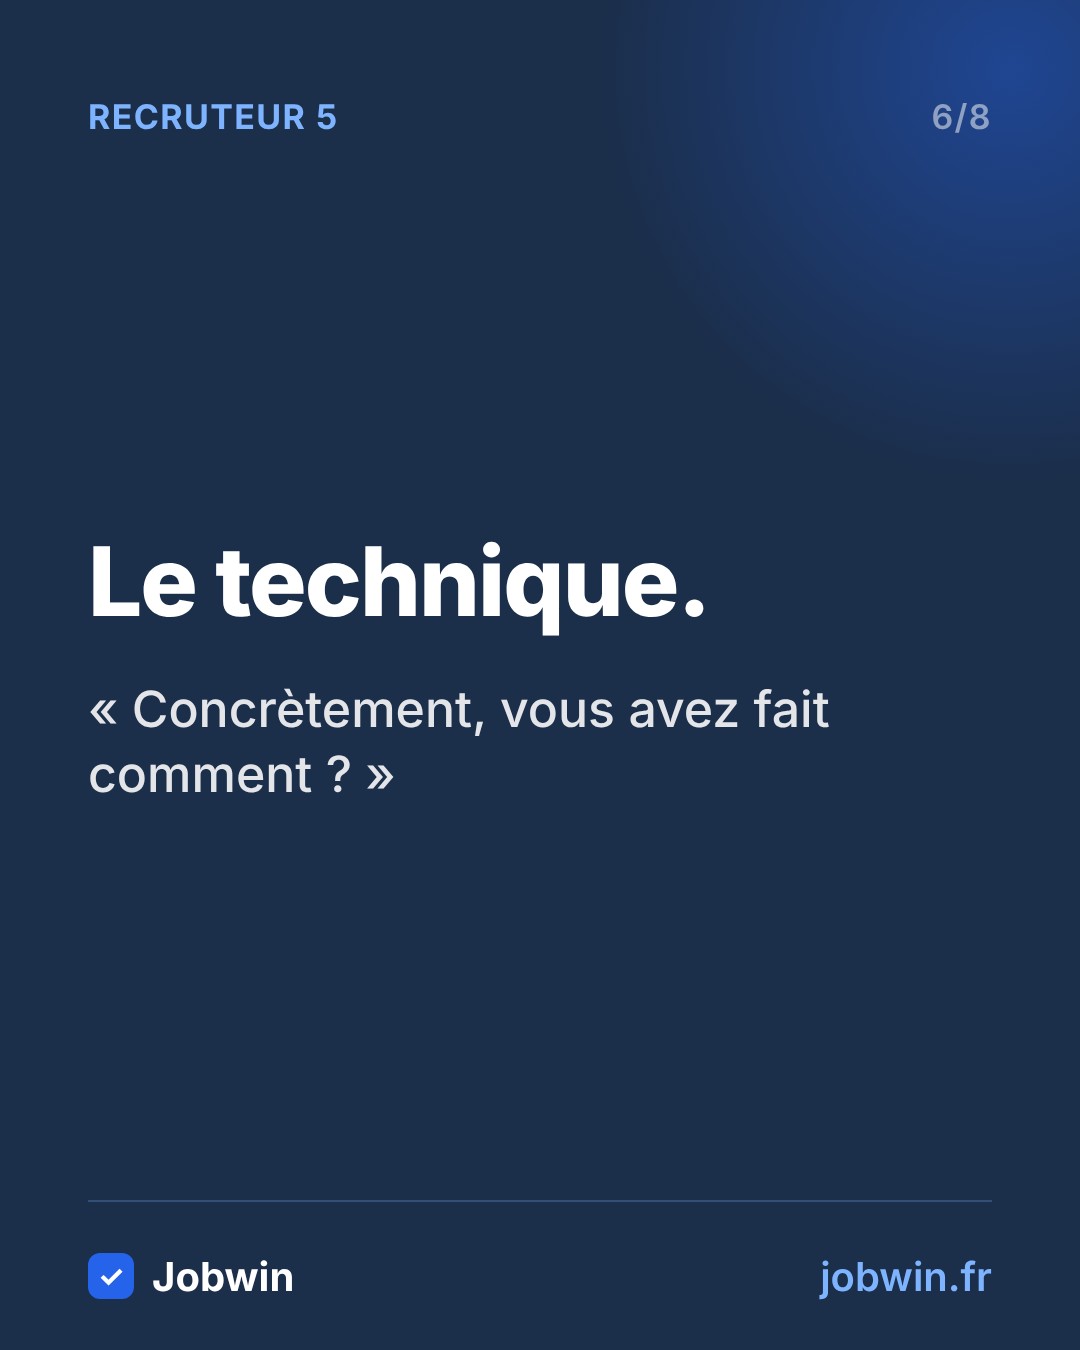 RECRUTEUR 5
6/8
Le technique.
« Concrètement, vous avez fait
comment ? »
Jobwin
jobwin.fr